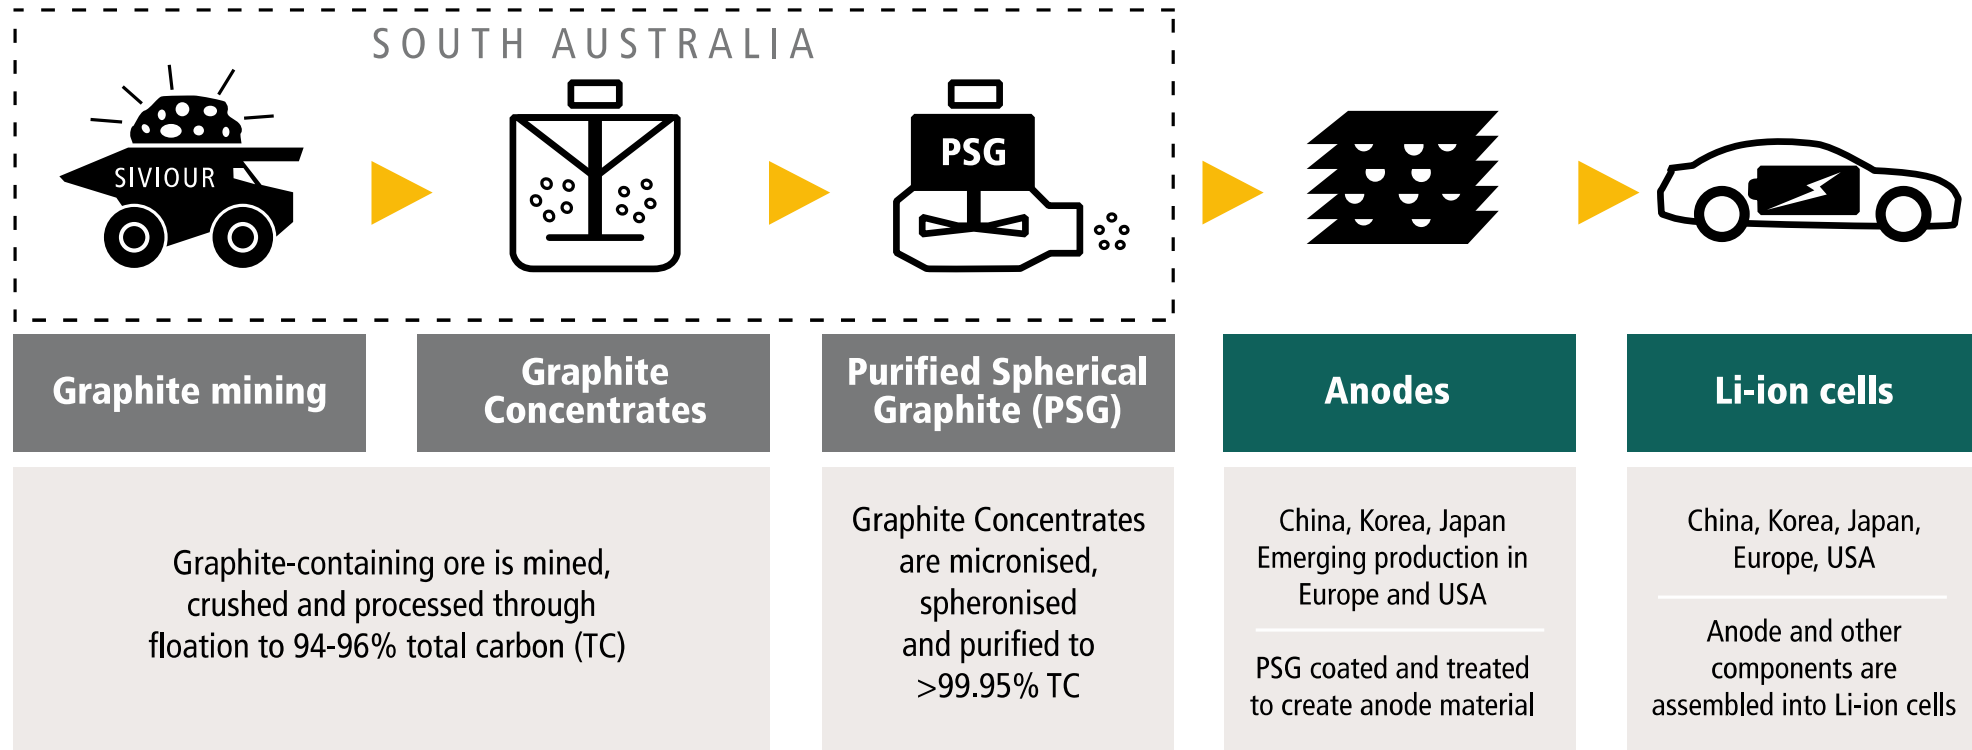 SOUTH AUSTRALIA
SIVIOUR
PSG
Graphite mining
Graphite
Concentrates
Purified Spherical
Graphite (PSG)
Anodes
Li-ion cells
Graphite-containing ore is mined,
crushed and processed through
floation to 94-96% total carbon (TC)
Graphite Concentrates
are micronised,
spheronised
and purified to
>99.95% TC
China, Korea, Japan
Emerging production in
Europe and USA
PSG coated and treated
to create anode material
China, Korea, Japan,
Europe, USA
Anode and other
components are
assembled into Li-ion cells